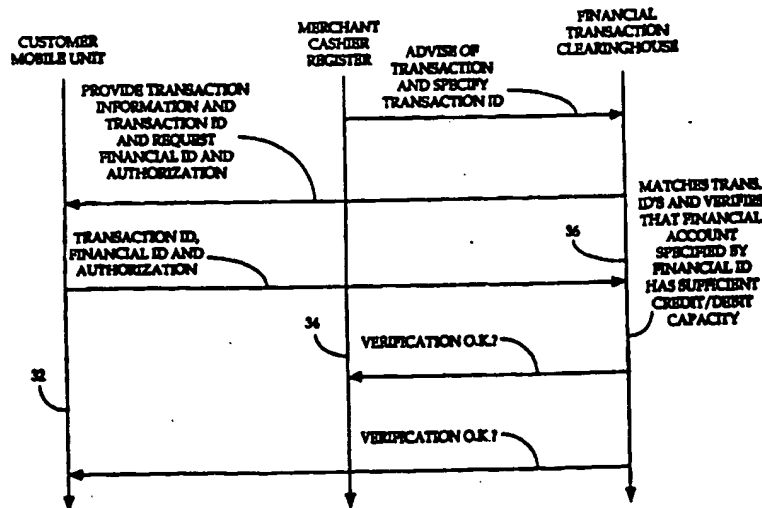 CUSTOMER
MOBILE UNIT
MERCHANT
CASHIER
REGISTER
FINANCIAL
TRANSACTION
CLEARINGHOUSE
ADVISE OF
TRANSACTION
AND SPECIFY
TRANSACTION ID
PROVIDE TRANSACTION
INFORMATION AND
TRANSACTION ID
AND REQUEST
FINANCIAL ID AND
AUTHORIZATION
MATCHES TRANS.
ID'S AND VERIFIES
THAT FINANCIAL
ACCOUNT
SPECIFIED BY
FINANCIAL ID
HAS SUFFICIENT
CREDIT/DEBIT
CAPACITY
36
TRANSACTION ID,
FINANCIAL ID AND
AUTHORIZATION
34
VERIFICATION O.K.?
32
VERIFICATION O.K.?